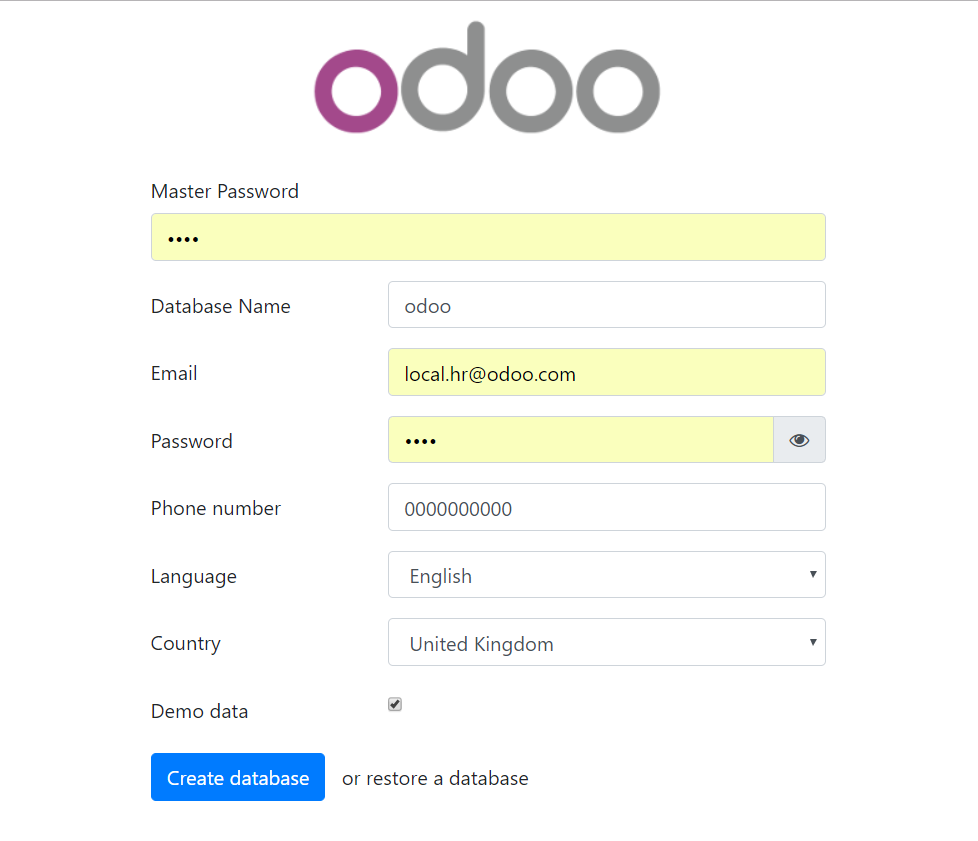 odoo
Master Password
••••
Database Name odoo
Email local.hr@odoo.com
Password ••••
Phone number 0000000000
Language English
Country United Kingdom
Demo data
Create database or restore a database